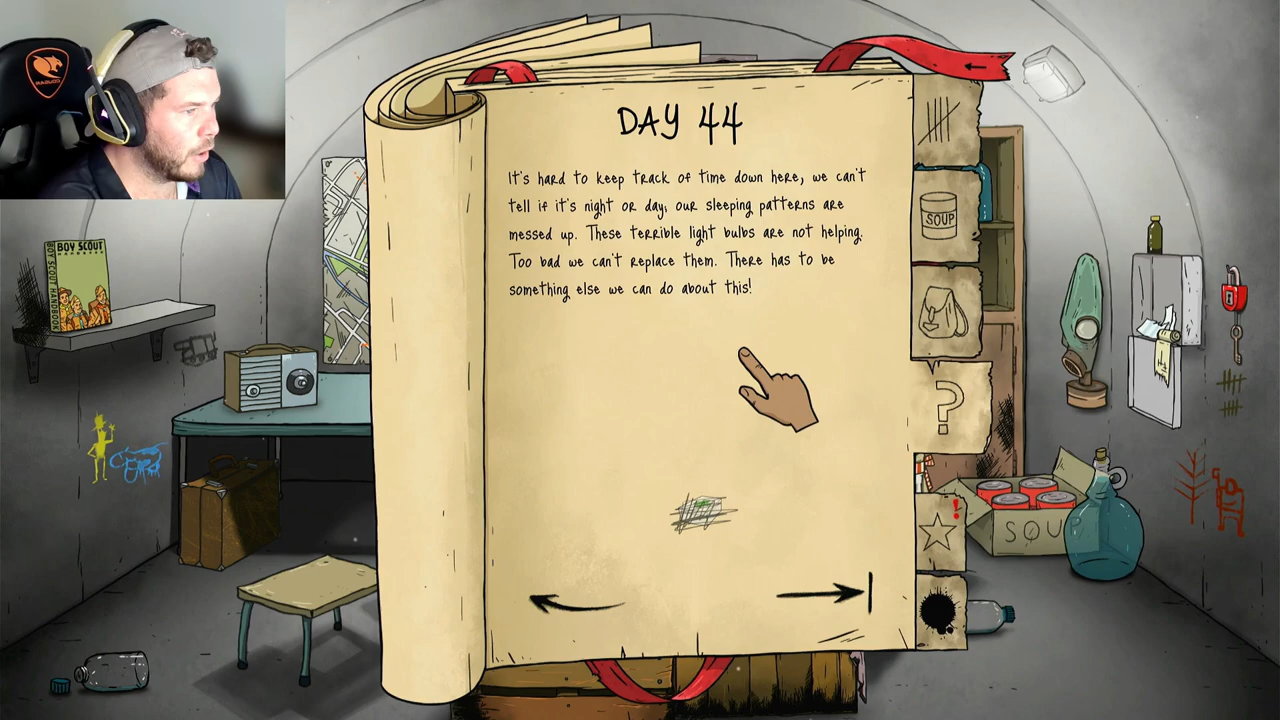 DAY 44
It's hard to keep track of time down here, we can't
tell if it's night or day; our sleeping patterns are
messed up. These terrible light bulbs are not helping.
Too bad we can't replace them. There has to be
something else we can do about this!
SOUP
?
!
BOY SCOUT
BOY SCOUT HANDBOOK
SOUP
COUGAR